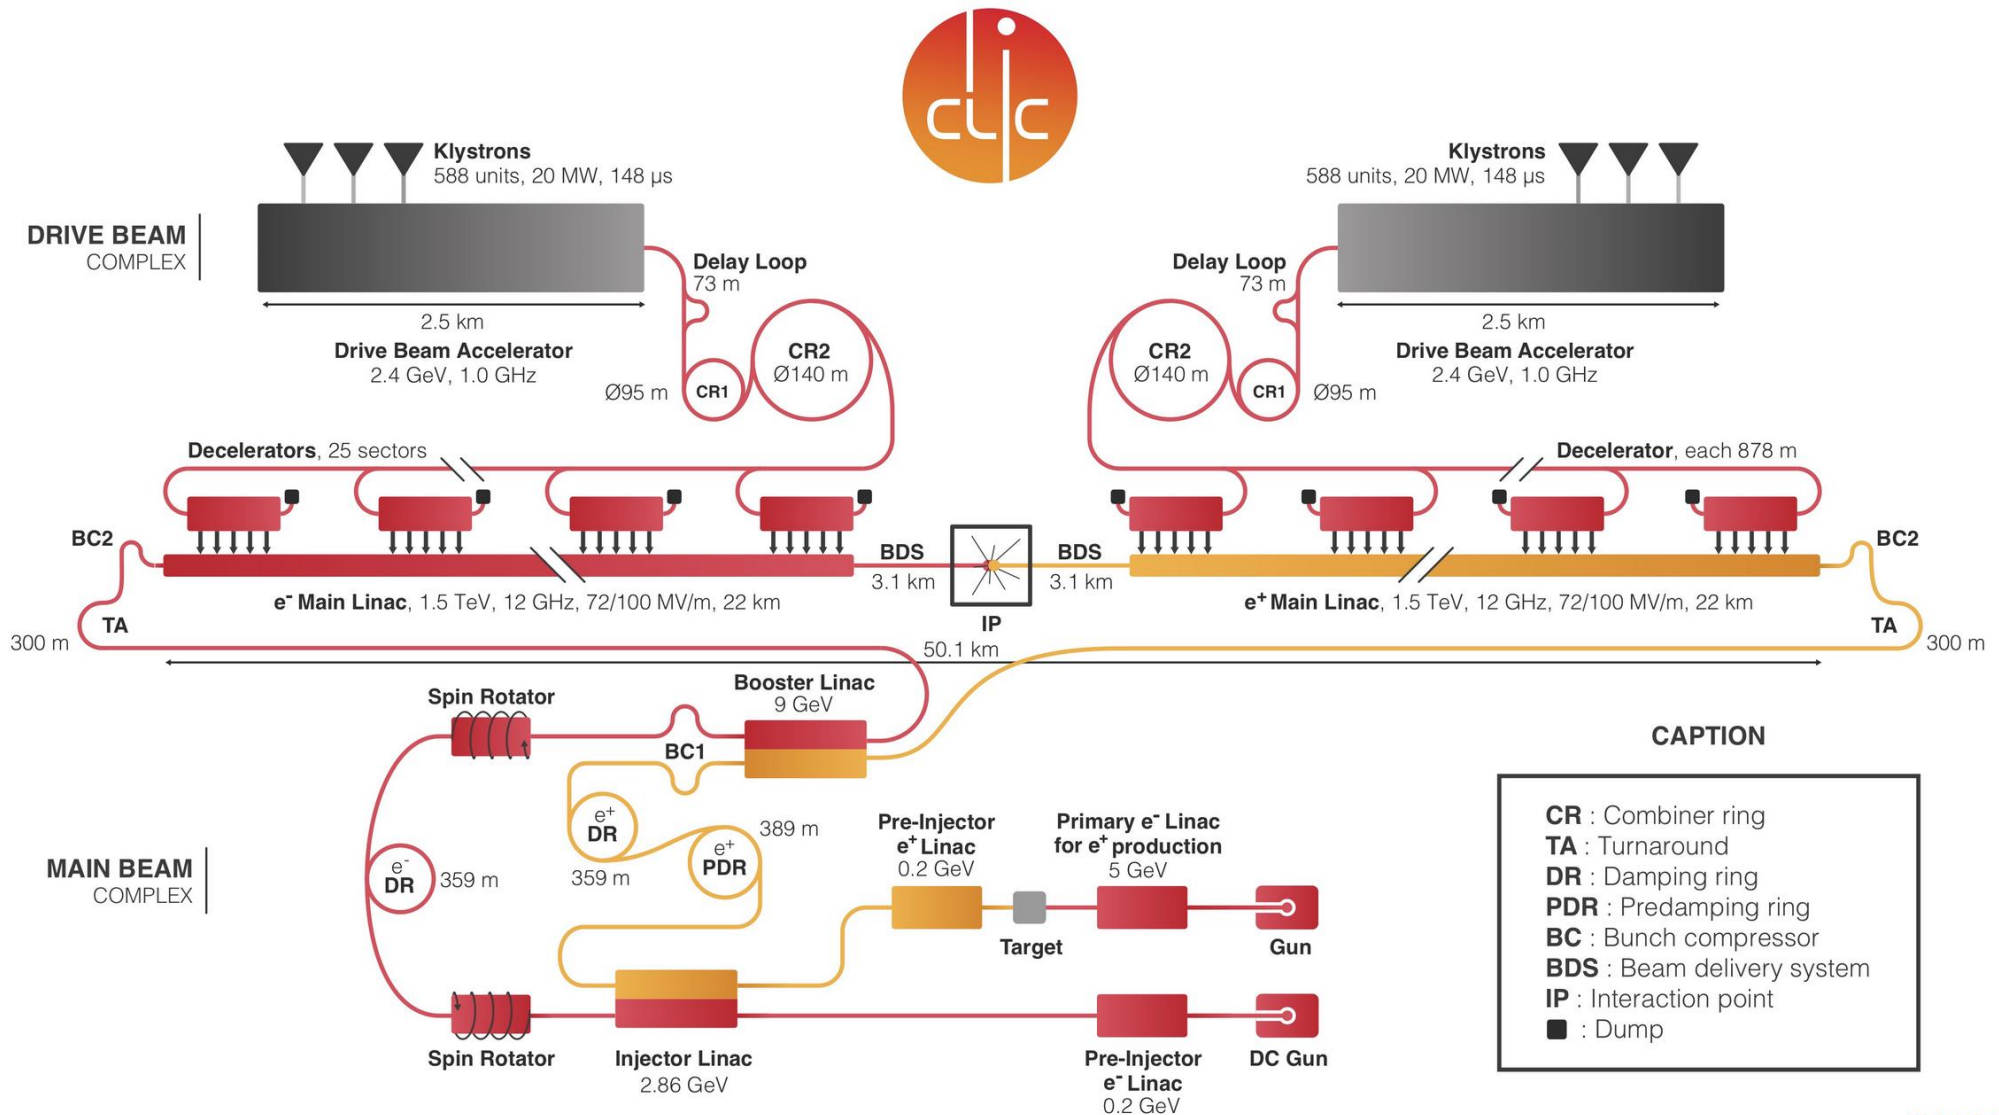 clic
Klystrons
588 units, 20 MW, 148 µs
Klystrons
588 units, 20 MW, 148 µs
DRIVE BEAM
COMPLEX
Delay Loop
73 m
Delay Loop
73 m
2.5 km
Drive Beam Accelerator
2.4 GeV, 1.0 GHz
2.5 km
Drive Beam Accelerator
2.4 GeV, 1.0 GHz
CR2
Ø140 m
CR1
Ø95 m
CR2
Ø140 m
CR1
Ø95 m
Decelerators, 25 sectors
Decelerator, each 878 m
BC2
BDS
3.1 km
BDS
3.1 km
BC2
e⁻ Main Linac, 1.5 TeV, 12 GHz, 72/100 MV/m, 22 km
IP
e⁺ Main Linac, 1.5 TeV, 12 GHz, 72/100 MV/m, 22 km
TA
300 m
TA
300 m
50.1 km
Spin Rotator
Booster Linac
9 GeV
BC1
MAIN BEAM
COMPLEX
e⁻
DR
359 m
e⁺
DR
359 m
e⁺
PDR
389 m
Pre-Injector
e⁺ Linac
0.2 GeV
Primary e⁻ Linac
for e⁺ production
5 GeV
Target
Gun
Spin Rotator
Injector Linac
2.86 GeV
Pre-Injector
e⁻ Linac
0.2 GeV
DC Gun
CAPTION
CR : Combiner ring
TA : Turnaround
DR : Damping ring
PDR : Predamping ring
BC : Bunch compressor
BDS : Beam delivery system
IP : Interaction point
: Dump